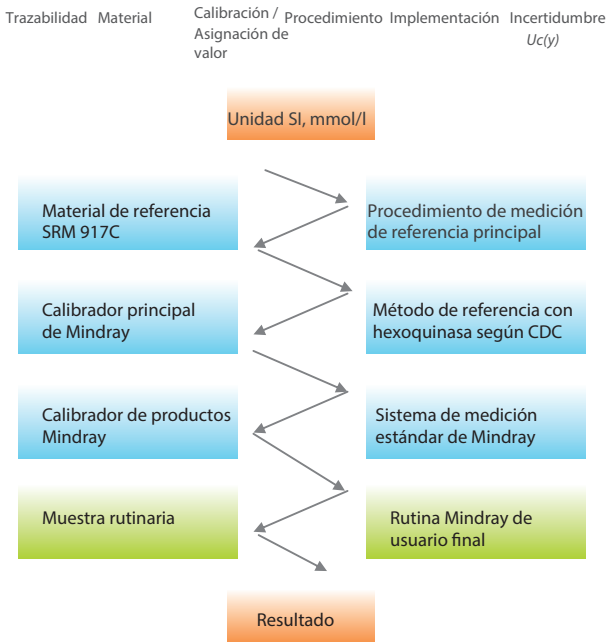 Trazabilidad Material Calibración / Procedimiento Implementación Incertidumbre
Asignación de Uc(y)
valor
Unidad SI, mmol/l
Material de referencia
SRM 917C
Procedimiento de medición
de referencia principal
Calibrador principal
de Mindray
Método de referencia con
hexoquinasa según CDC
Calibrador de productos
Mindray
Sistema de medición
estándar de Mindray
Muestra rutinaria
Rutina Mindray de
usuario final
Resultado